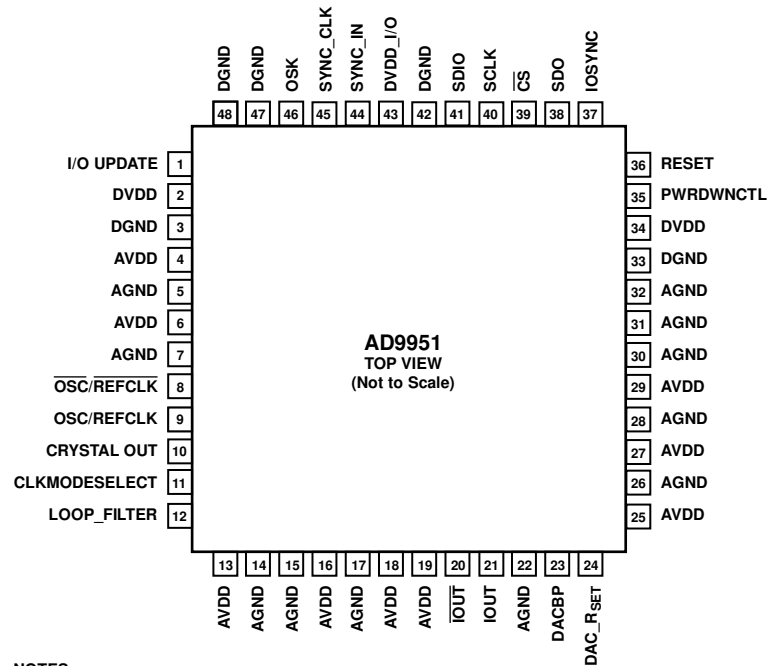 DGND
DGND
OSK
SYNC_CLK
SYNC_IN
DVDD_I/O
DGND
SDIO
SCLK
CS
SDO
IOSYNC
48 47 46 45 44 43 42 41 40 39 38 37
I/O UPDATE 1
DVDD 2
DGND 3
AVDD 4
AGND 5
AVDD 6
AGND 7
OSC/REFCLK 8
OSC/REFCLK 9
CRYSTAL OUT 10
CLKMODESELECT 11
LOOP_FILTER 12
AD9951
TOP VIEW
(Not to Scale)
36 RESET
35 PWRDWNCTL
34 DVDD
33 DGND
32 AGND
31 AGND
30 AGND
29 AVDD
28 AGND
27 AVDD
26 AGND
25 AVDD
13 14 15 16 17 18 19 20 21 22 23 24
AVDD
AGND
AGND
AVDD
AGND
AVDD
AVDD
IOUT
IOUT
AGND
DACBP
DAC_RSET